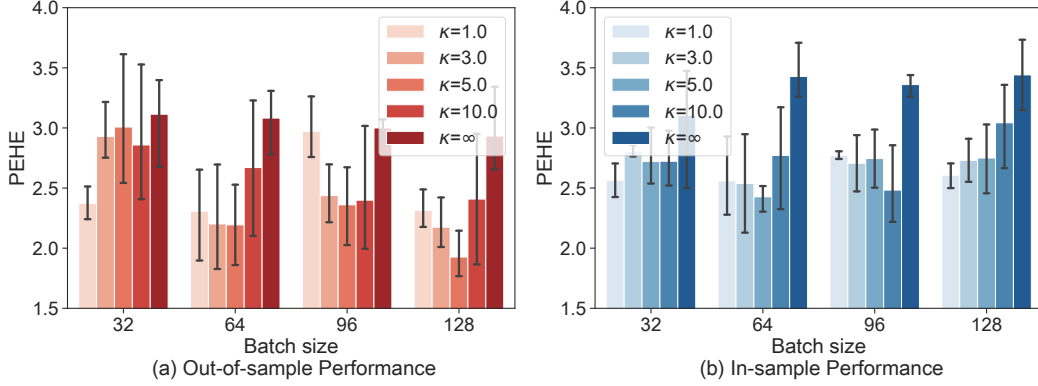 4.0
3.5
3.0
2.5
2.0
1.5
PEHE
κ=1.0
κ=3.0
κ=5.0
κ=10.0
κ=∞
32 64 96 128
Batch size
(a) Out-of-sample Performance
4.0
3.5
3.0
2.5
2.0
1.5
PEHE
κ=1.0
κ=3.0
κ=5.0
κ=10.0
κ=∞
32 64 96 128
Batch size
(b) In-sample Performance